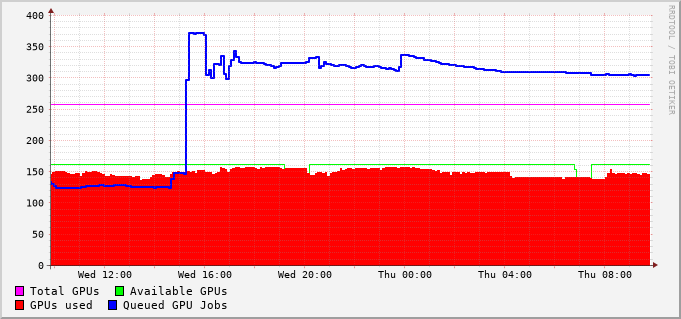 RRDTOOL / TOBI OETIKER
400
350
300
250
200
150
100
50
0
Wed 12:00 Wed 16:00 Wed 20:00 Thu 00:00 Thu 04:00 Thu 08:00
Total GPUs Available GPUs
GPUs used Queued GPU Jobs